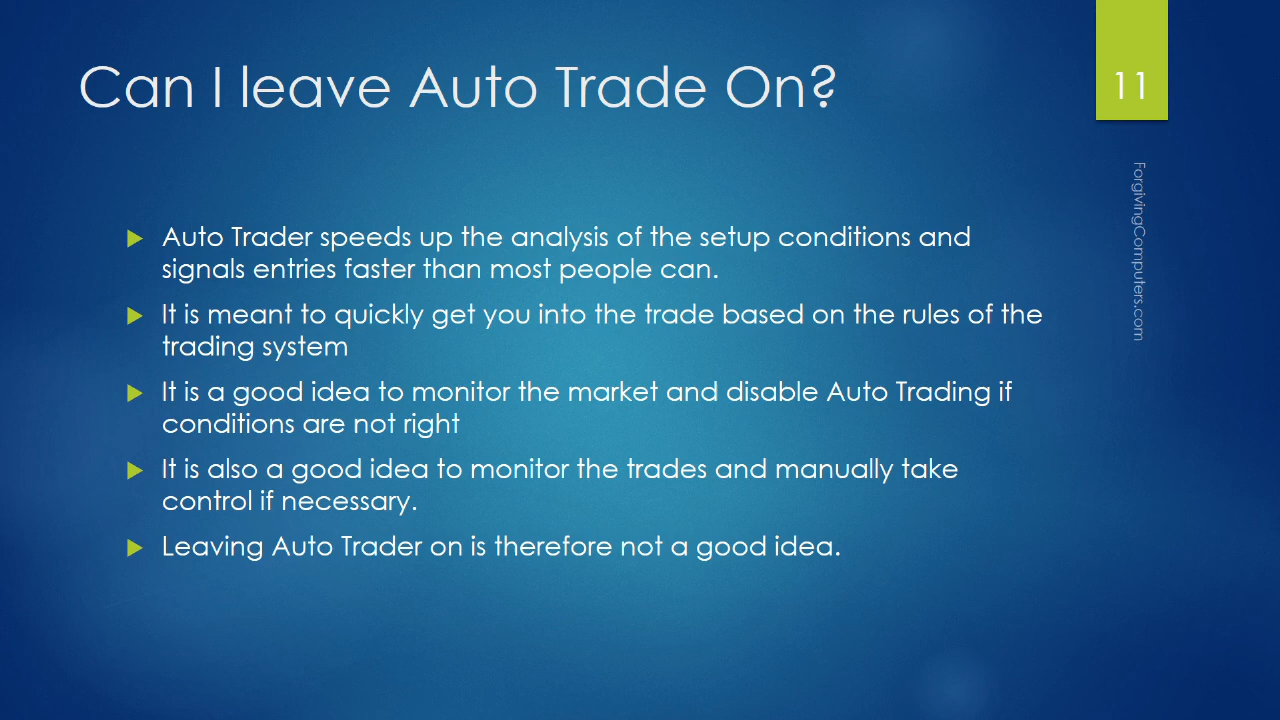 Can I leave Auto Trade On?
11
ForgivingComputers.com
▶ Auto Trader speeds up the analysis of the setup conditions and
signals entries faster than most people can.
▶ It is meant to quickly get you into the trade based on the rules of the
trading system
▶ It is a good idea to monitor the market and disable Auto Trading if
conditions are not right
▶ It is also a good idea to monitor the trades and manually take
control if necessary.
▶ Leaving Auto Trader on is therefore not a good idea.